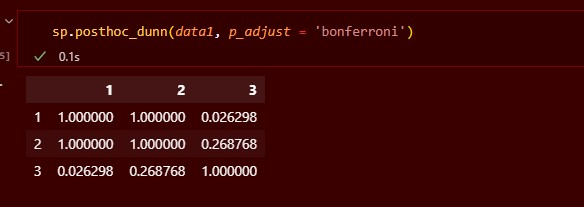 sp.posthoc_dunn(data1, p_adjust = 'bonferroni')
5]
0.1s
1 2 3
1 1.000000 1.000000 0.026298
2 1.000000 1.000000 0.268768
3 0.026298 0.268768 1.000000